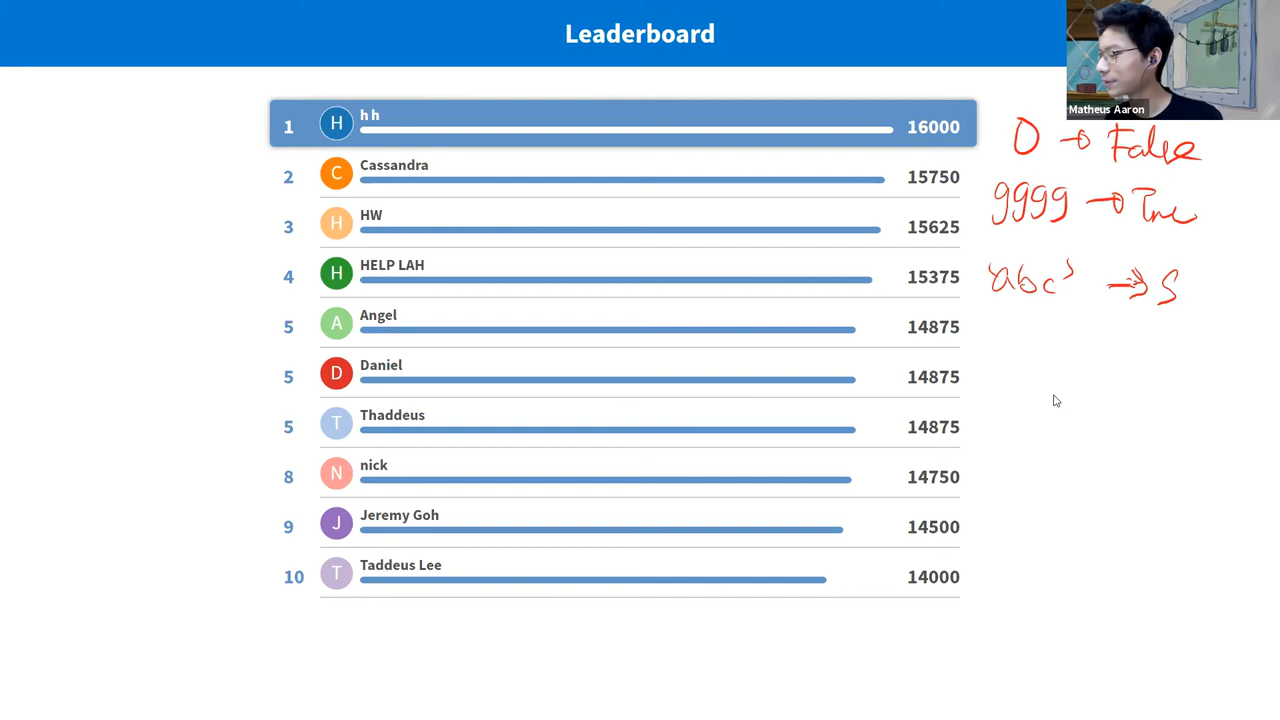 Leaderboard
Matheus Aaron
1 H h h 16000
2 C Cassandra 15750
3 H HW 15625
4 H HELP LAH 15375
5 A Angel 14875
5 D Daniel 14875
5 T Thaddeus 14875
8 N nick 14750
9 J Jeremy Goh 14500
10 T Taddeus Lee 14000
0 → False
9999 → True
'abc' → S